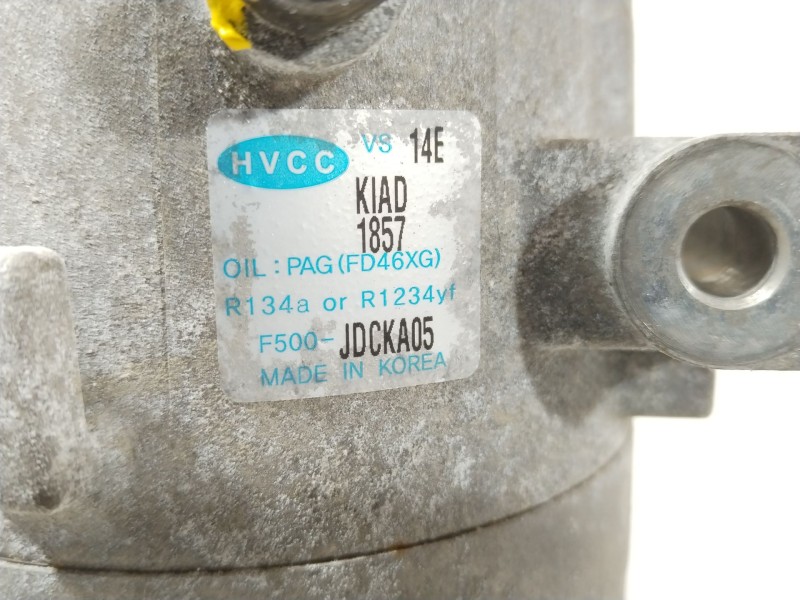 HVCC VS 14E
KIAD
1857
OIL : PAG (FD46XG)
R134a or R1234yf
F500-JDCKA05
MADE IN KOREA